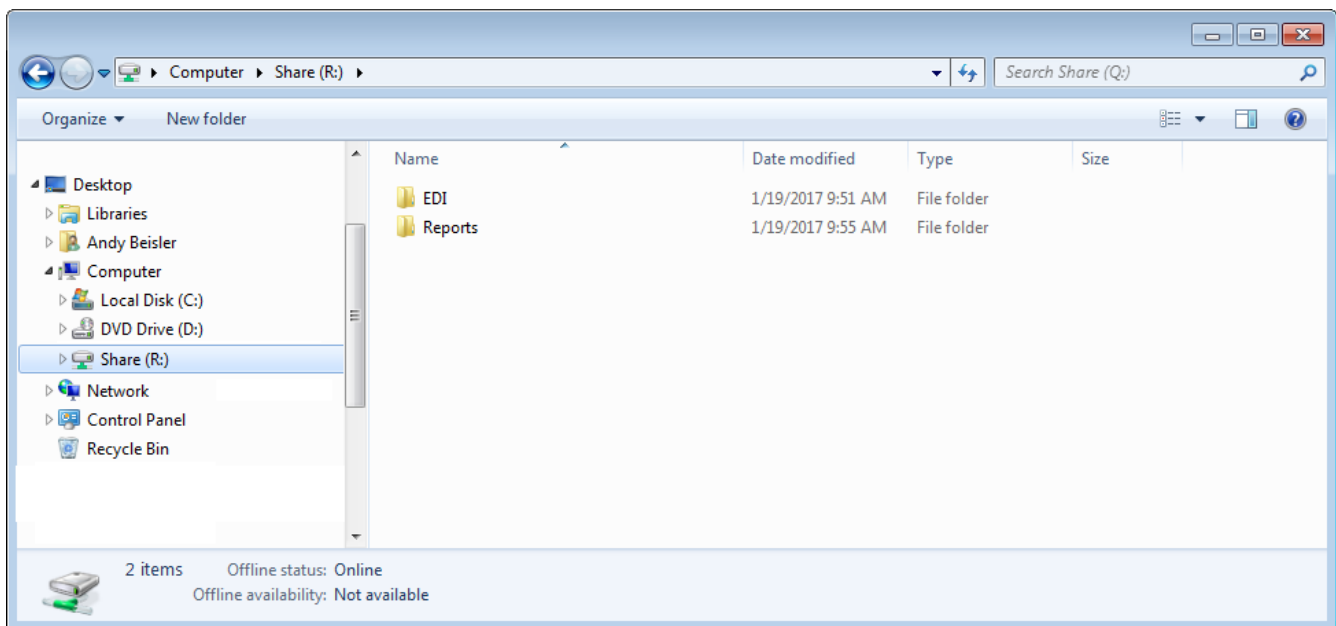 Computer Share (R:)
Search Share (Q:)
Organize New folder
Name Date modified Type Size
Desktop
Libraries
Andy Beisler
Computer
Local Disk (C:)
DVD Drive (D:)
Share (R:)
Network
Control Panel
Recycle Bin
EDI 1/19/2017 9:51 AM File folder
Reports 1/19/2017 9:55 AM File folder
2 items Offline status: Online
Offline availability: Not available